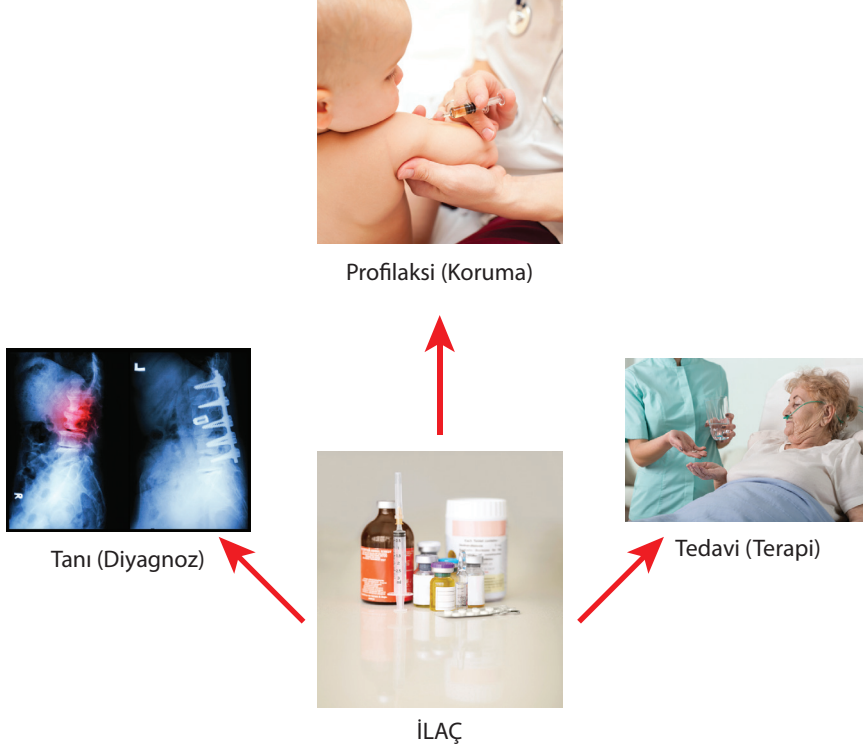 Profilaksi (Koruma)
L
R
Tanı (Diyagnoz)
Tedavi (Terapi)
İLAÇ